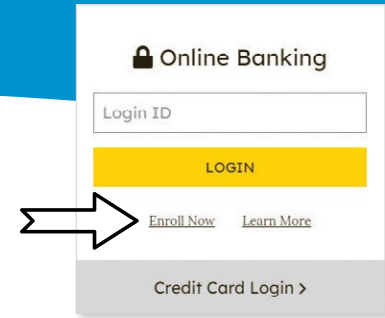 Online Banking
Login ID
LOGIN
Enroll Now Learn More
Credit Card Login >